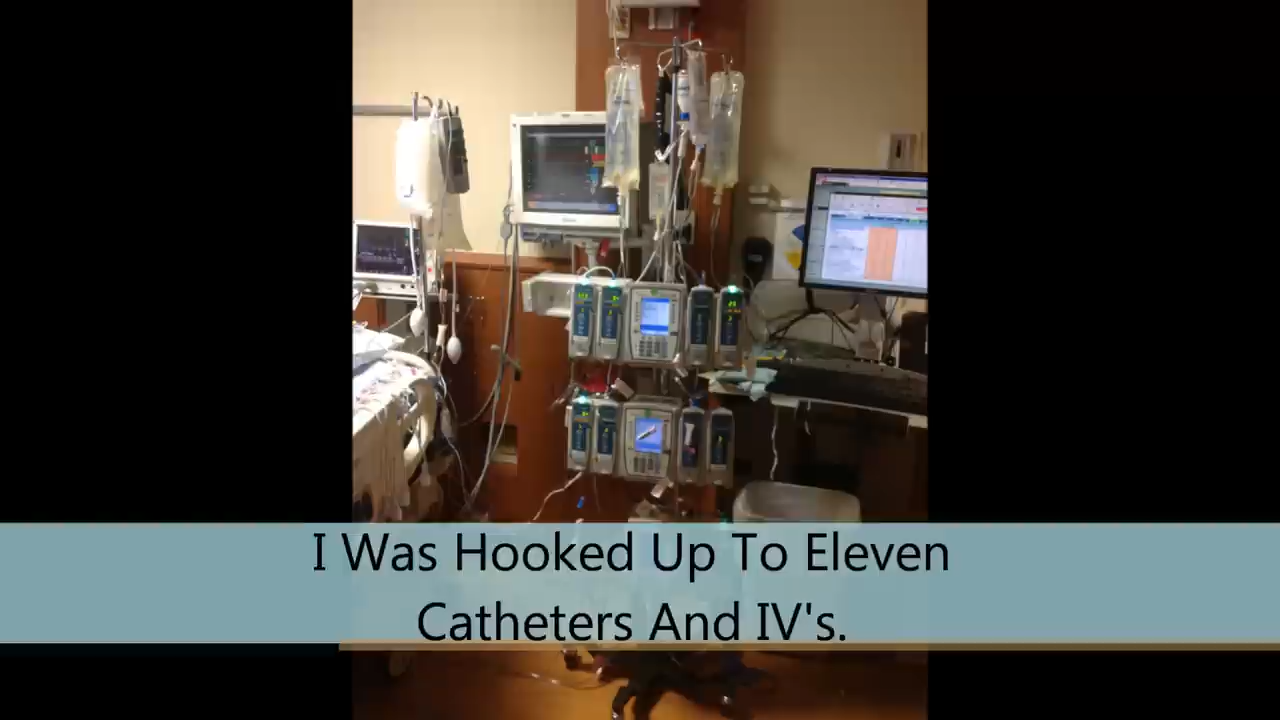 I Was Hooked Up To Eleven
Catheters And IV's.